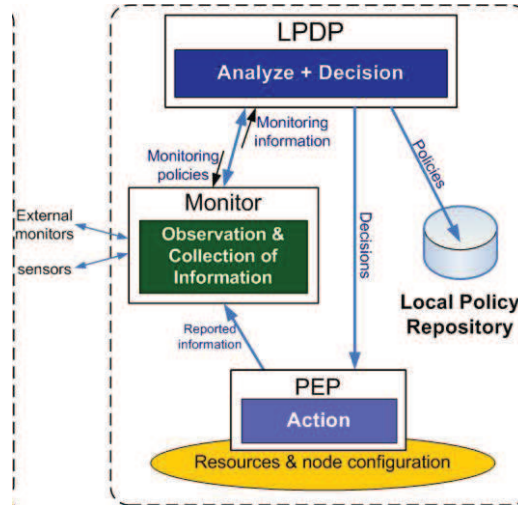 LPDP
Analyze + Decision
Monitoring
information
Monitoring
policies
Policies
Monitor
Observation &
Collection of
Information
External
monitors
sensors
Decisions
Local Policy
Repository
Reported
information
PEP
Action
Resources & node configuration